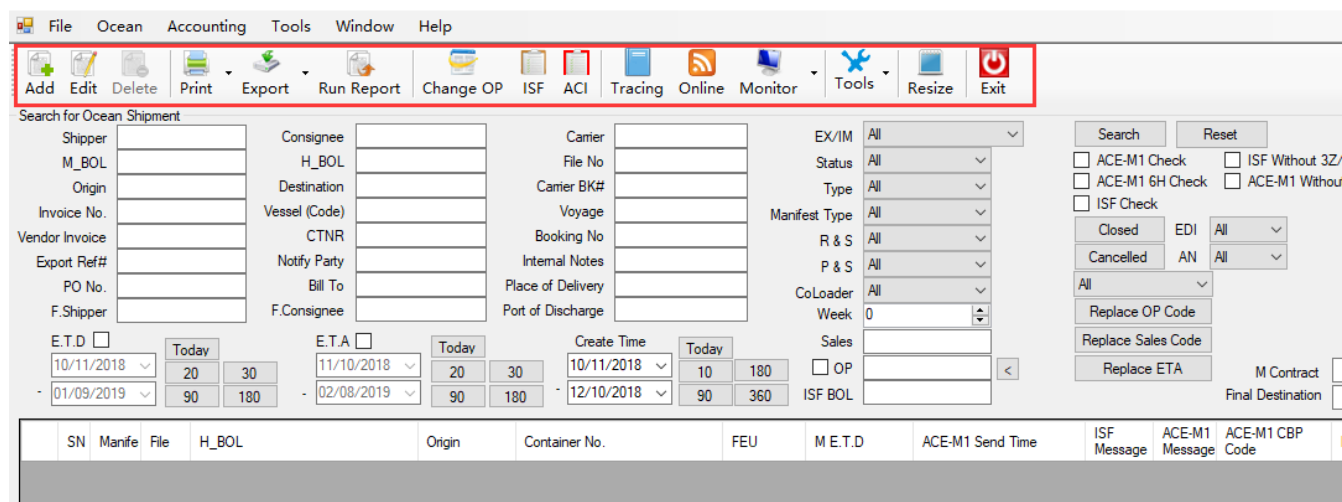 File Ocean Accounting Tools Window Help
Add Edit Delete Print Export Run Report Change OP ISF ACI Tracing Online Monitor Tools Resize Exit
Search for Ocean Shipment
Shipper Consignee Carrier EX/IM All Search Reset
M_BOL H_BOL File No Status All ACE-M1 Check ISF Without 3Z/
Origin Destination Carrier BK# Type All ACE-M1 6H Check ACE-M1 Withou
Invoice No. Vessel (Code) Voyage Manifest Type All ISF Check
Vendor Invoice CTNR Booking No R & S All Closed EDI All
Export Ref# Notify Party Internal Notes P & S All Cancelled AN All
PO No. Bill To Place of Delivery CoLoader All All
F.Shipper F.Consignee Port of Discharge Week 0 Replace OP Code
E.T.D Today E.T.A Today Create Time Today Sales Replace Sales Code
10/11/2018 20 30 11/10/2018 20 30 10/11/2018 10 180 OP < Replace ETA M Contract
- 01/09/2019 90 180 - 02/08/2019 90 180 - 12/10/2018 90 360 ISF BOL Final Destination
SN Manife File H_BOL Origin Container No. FEU M E.T.D ACE-M1 Send Time ISF Message ACE-M1 Message ACE-M1 CBP Code